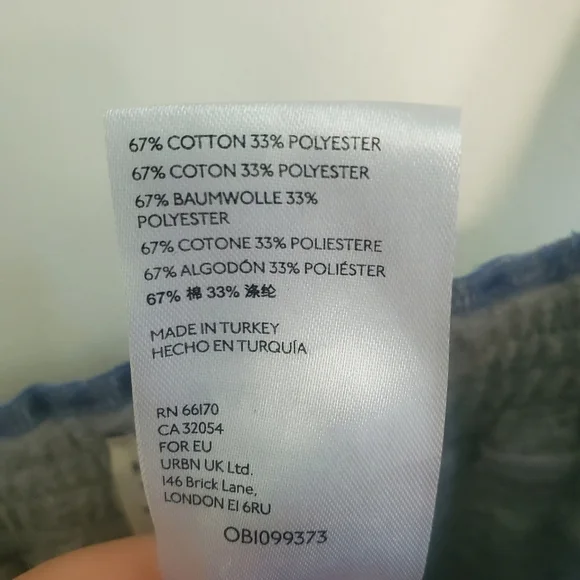 67% COTTON 33% POLYESTER
67% COTON 33% POLYESTER
67% BAUMWOLLE 33%
POLYESTER
67% COTONE 33% POLIESTERE
67% ALGODÓN 33% POLIÉSTER
67% 棉 33% 涤纶
MADE IN TURKEY
HECHO EN TURQUÍA
RN 66170
CA 32054
FOR EU
URBN UK Ltd.
146 Brick Lane,
LONDON E1 6RU
OB1099373